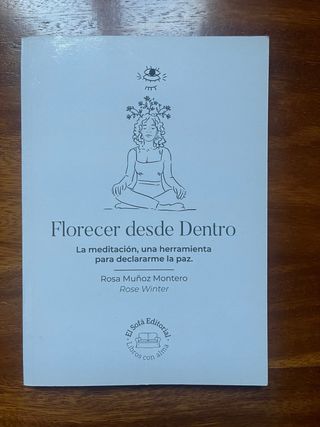 Florecer desde Dentro
La meditación, una herramienta
para declararme la paz.
Rosa Muñoz Montero
Rose Winter
El Sofá Editorial
Libros con alma